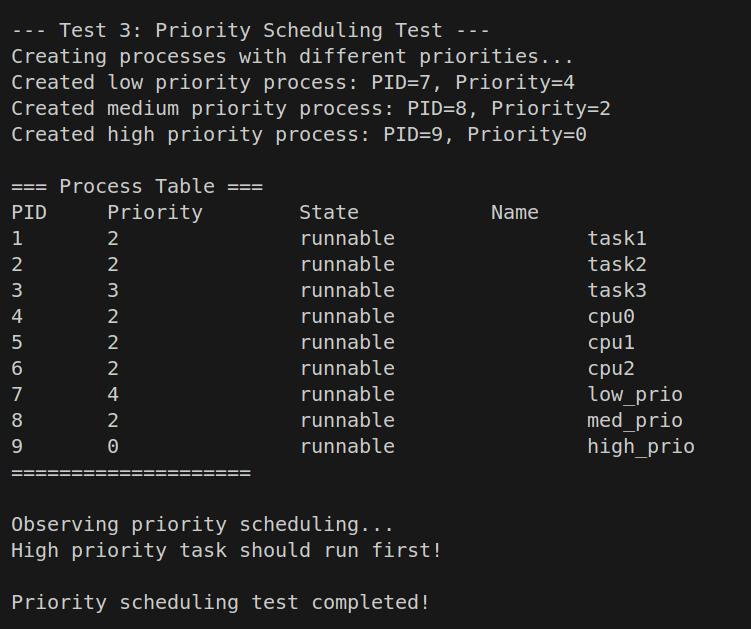 --- Test 3: Priority Scheduling Test ---
Creating processes with different priorities...
Created low priority process: PID=7, Priority=4
Created medium priority process: PID=8, Priority=2
Created high priority process: PID=9, Priority=0
=== Process Table ===
PID     Priority        State           Name
1       2               runnable                task1
2       2               runnable                task2
3       3               runnable                task3
4       2               runnable                cpu0
5       2               runnable                cpu1
6       2               runnable                cpu2
7       4               runnable                low_prio
8       2               runnable                med_prio
9       0               runnable                high_prio
====================
Observing priority scheduling...
High priority task should run first!
Priority scheduling test completed!